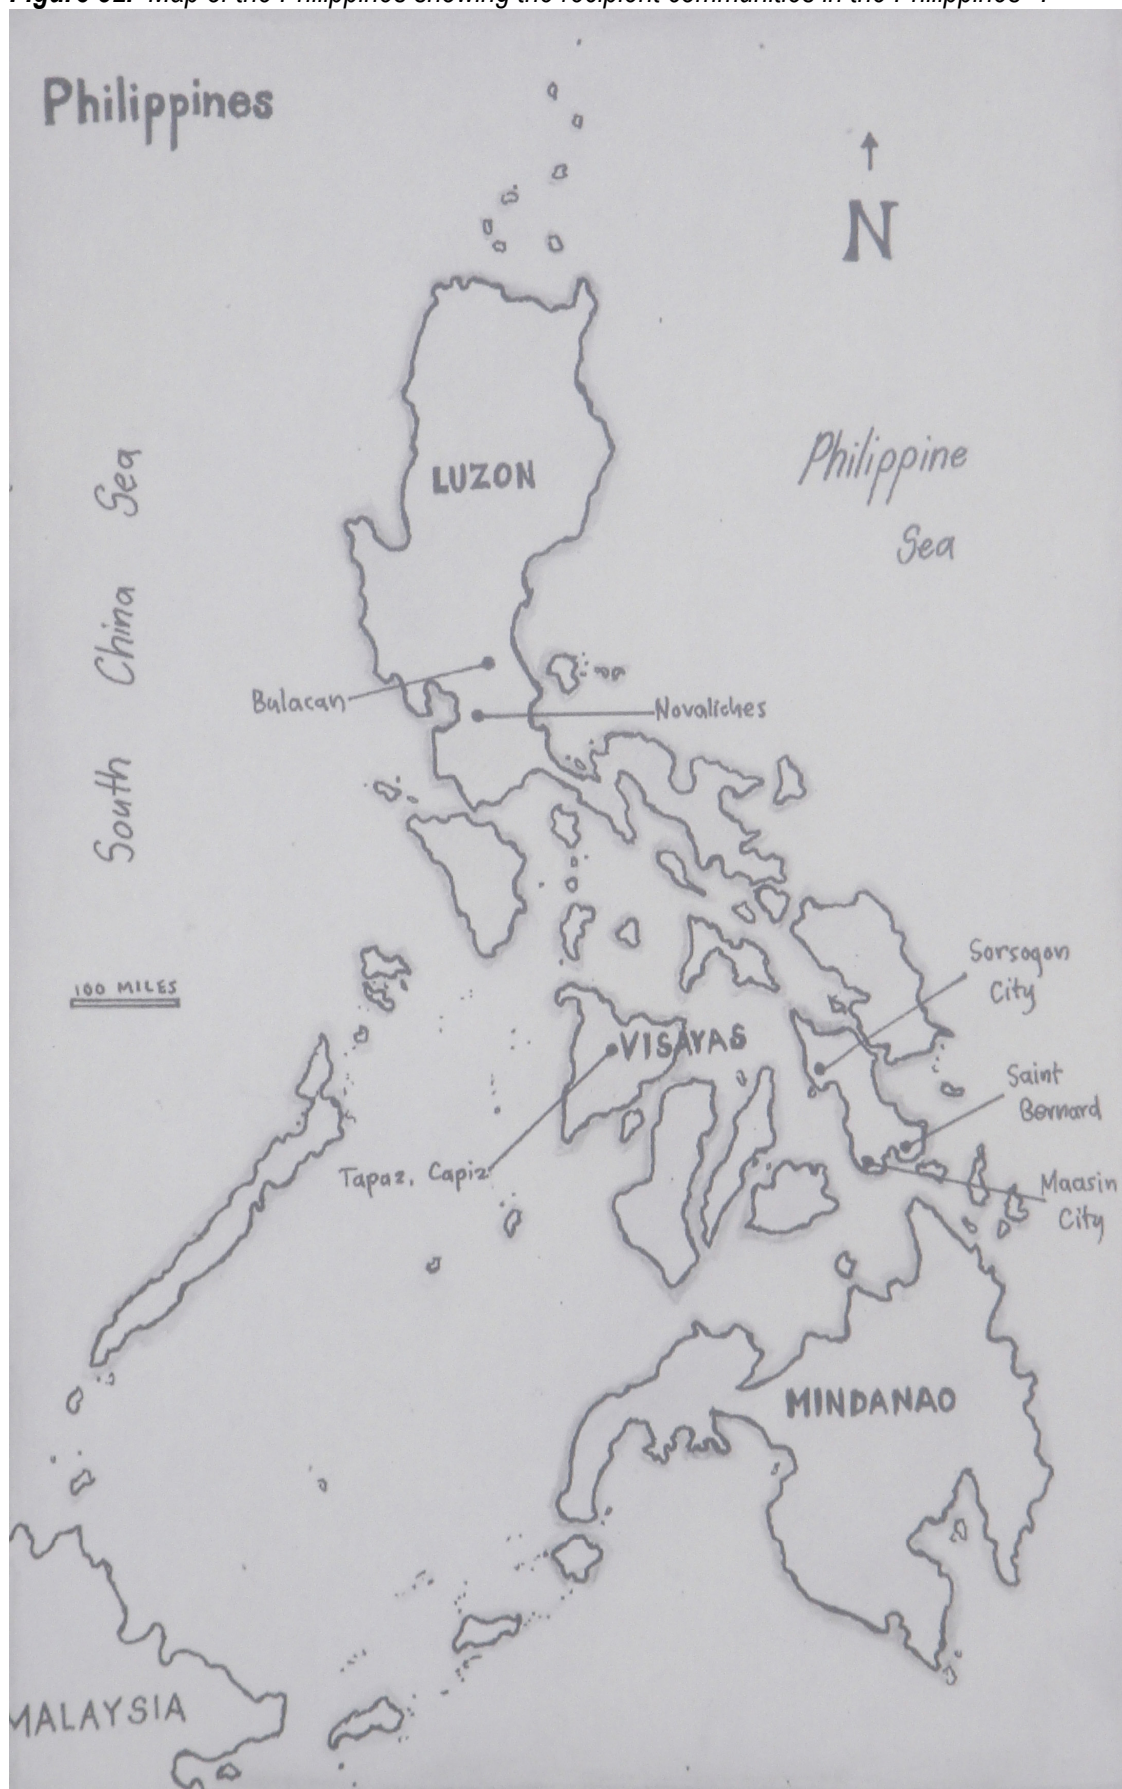 Philippines
N
LUZON
Philippine
Sea
South China Sea
Bulacan
Novaliches
Sorsogon
City
100 MILES
VISAYAS
Saint
Bernard
Tapaz, Capiz
Maasin
City
MINDANAO
MALAYSIA